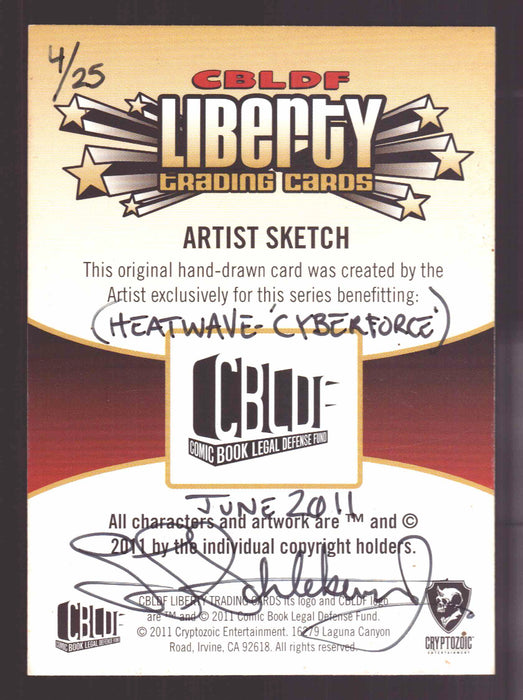 4/25
CBLDF
LIBERTY
TRADING CARDS
ARTIST SKETCH
This original hand-drawn card was created by the
Artist exclusively for this series benefitting:
(HEATWAVE-'CYBERFORCE')
CBLDF
COMIC BOOK LEGAL DEFENSE FUND
JUNE 2011
All characters and artwork are ™ and ©
2011 by the individual copyright holders.
CBLDF LIBERTY TRADING CARDS its logo and CBLDF logo
are ™ and © 2011 Comic Book Legal Defense Fund.
© 2011 Cryptozoic Entertainment. 16279 Laguna Canyon
Road, Irvine, CA 92618. All rights reserved.
CBLDF
COMIC BOOK LEGAL DEFENSE FUND
CRYPTOZOIC
ENTERTAINMENT